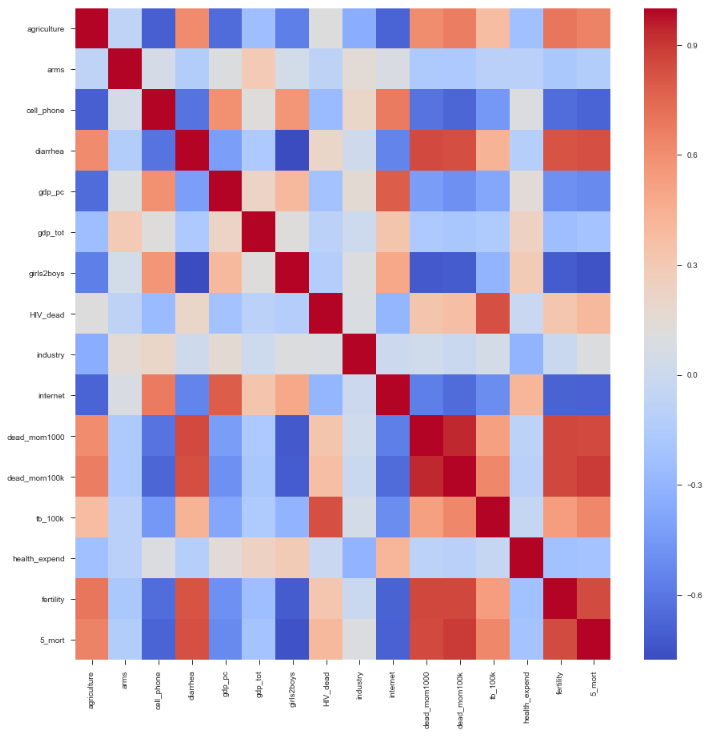 agriculture
arms
cell_phone
diarrhea
gdp_pc
gdp_tot
girls2boys
HIV_dead
industry
internet
dead_mom1000
dead_mom100k
tb_100k
health_expend
fertility
5_mort
0.9
0.6
0.3
0.0
−0.3
−0.6
agriculture
arms
cell_phone
diarrhea
gdp_pc
gdp_tot
girls2boys
HIV_dead
industry
internet
dead_mom1000
dead_mom100k
tb_100k
health_expend
fertility
5_mort